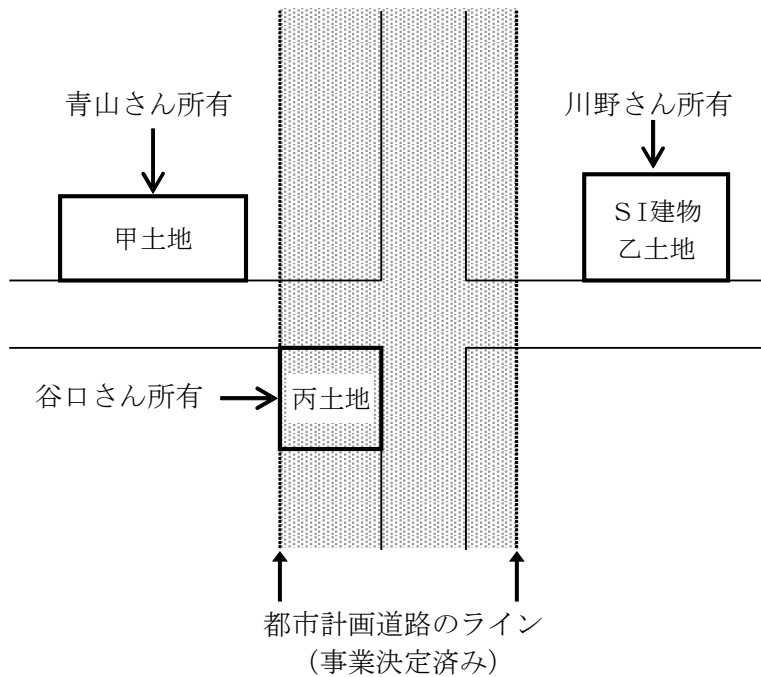 青山さん所有
川野さん所有
甲土地
ＳＩ建物
乙土地
谷口さん所有
丙土地
都市計画道路のライン
（事業決定済み）